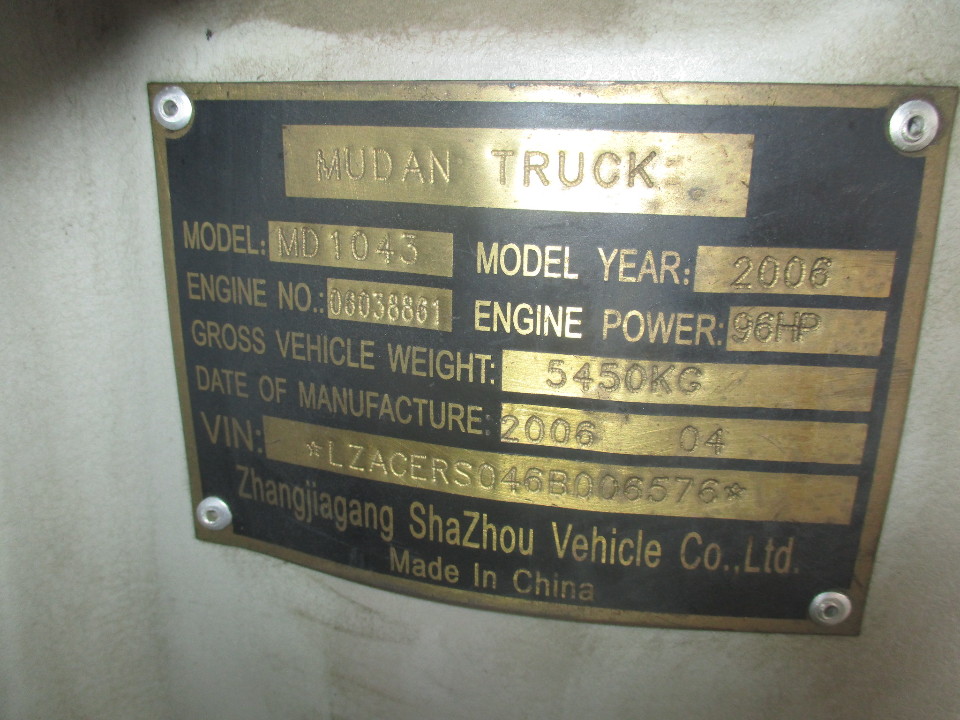 MUDAN TRUCK
MODEL: MD1043 MODEL YEAR: 2006
ENGINE NO.: 06038861 ENGINE POWER: 96HP
GROSS VEHICLE WEIGHT: 5450KG
DATE OF MANUFACTURE: 2006 04
VIN: ☆LZACERS046B006576☆
Zhangjiagang ShaZhou Vehicle Co.,Ltd.
Made In China